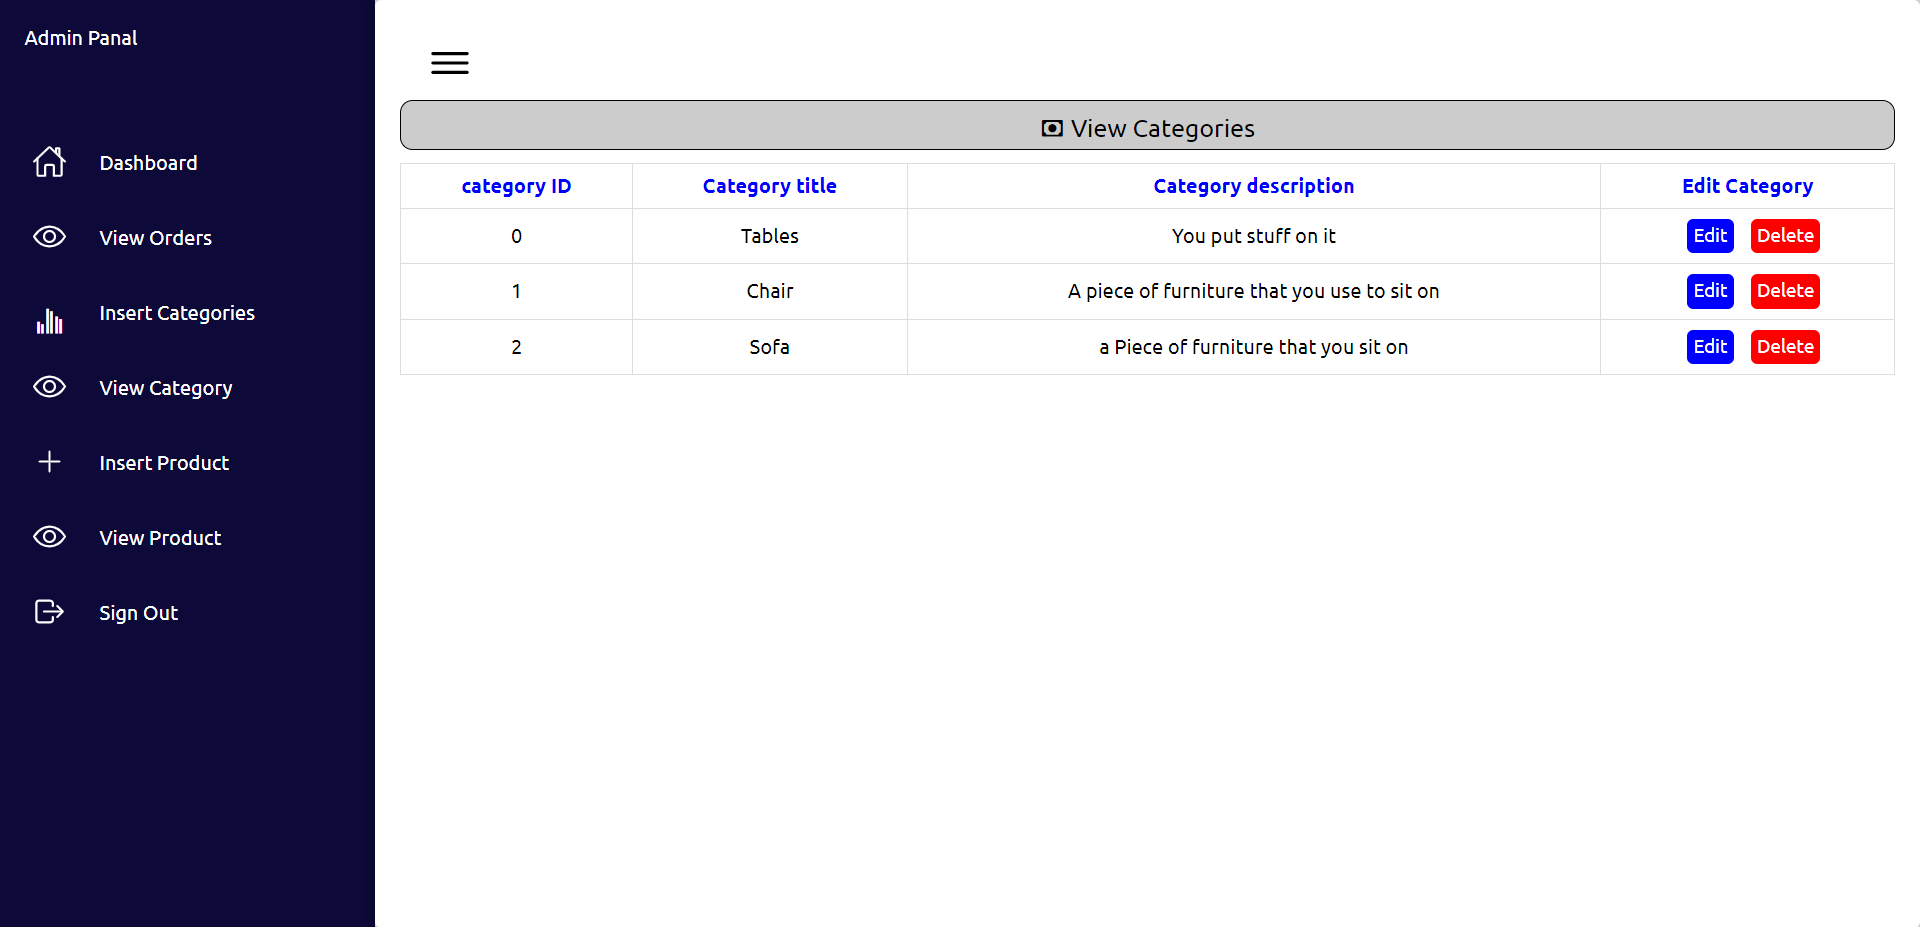 Admin Panal
Dashboard
View Orders
Insert Categories
View Category
Insert Product
View Product
Sign Out
View Categories
category ID Category title Category description Edit Category
0 Tables You put stuff on it Edit Delete
1 Chair A piece of furniture that you use to sit on Edit Delete
2 Sofa a Piece of furniture that you sit on Edit Delete